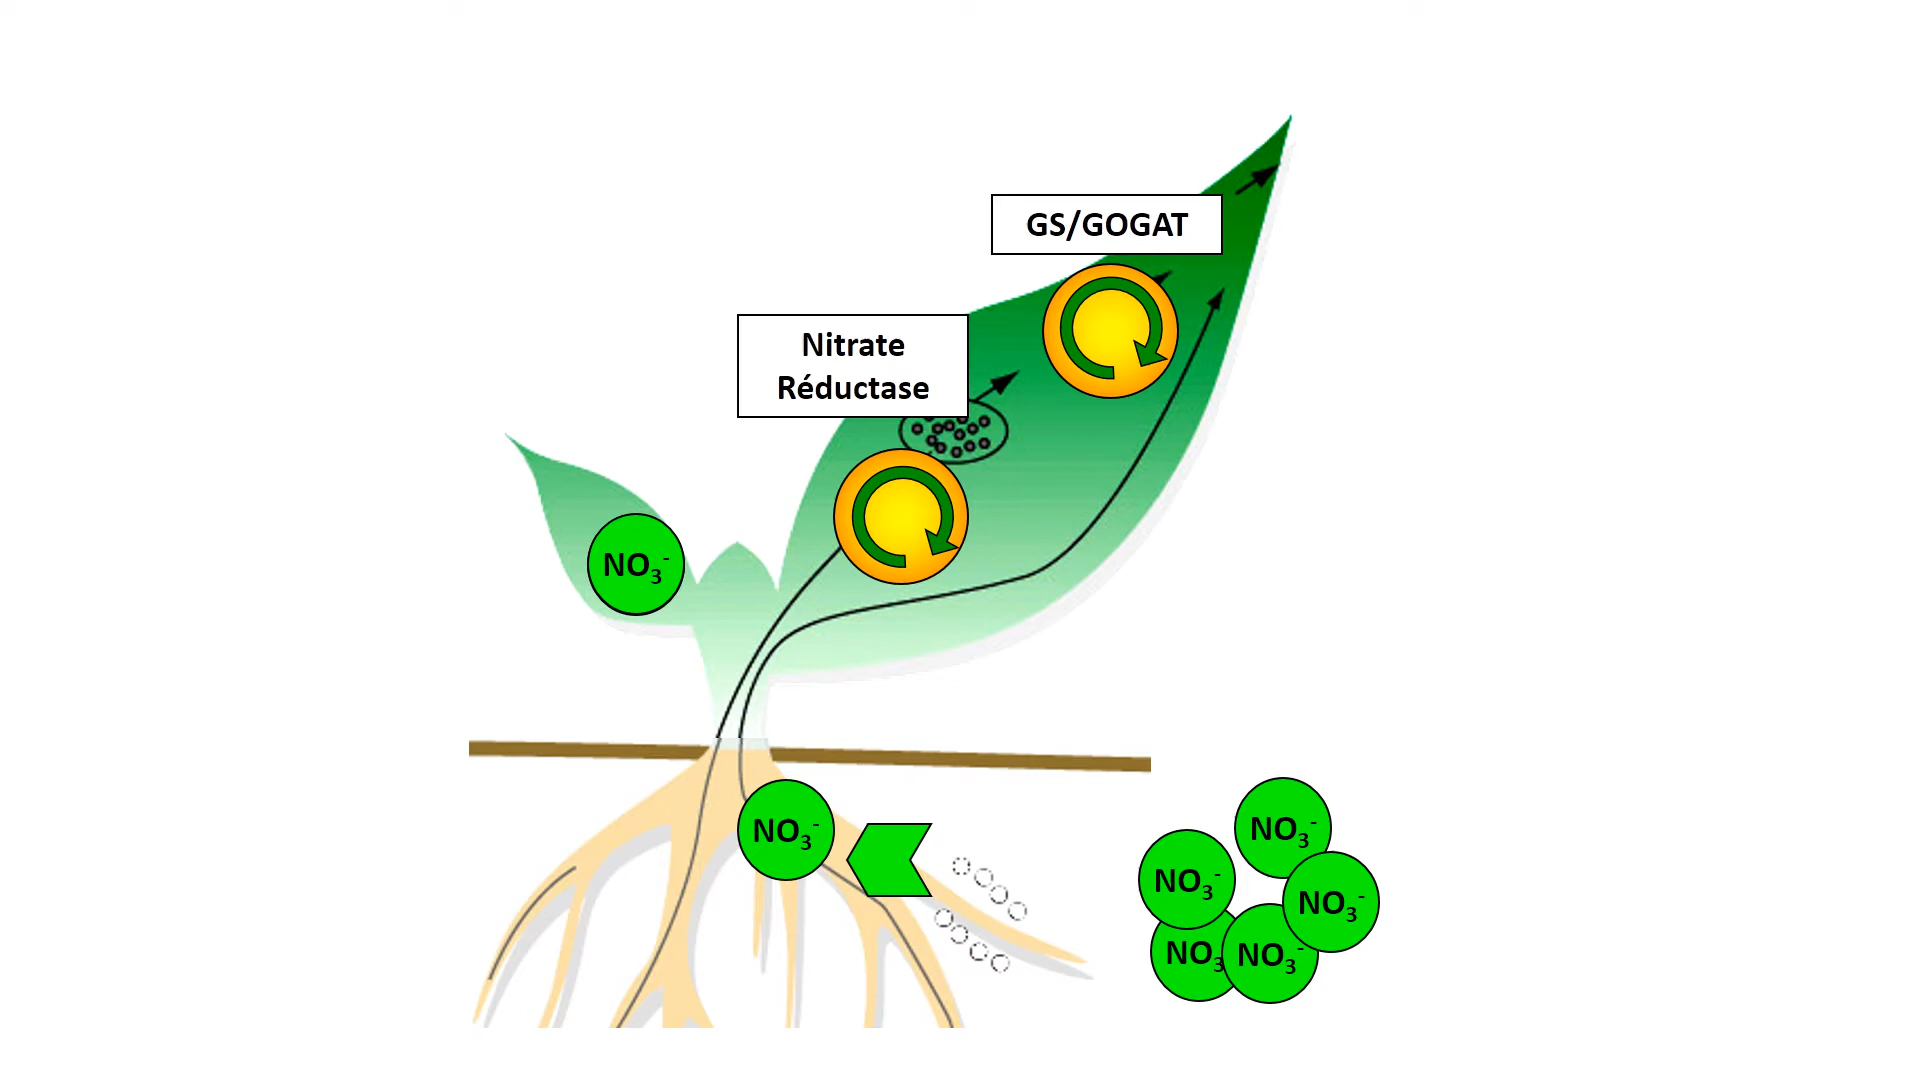 GS/GOGAT
Nitrate
Réductase
NO₃⁻
NO₃⁻
NO₃⁻
NO₃⁻
NO₃⁻
NO₃
NO₃⁻